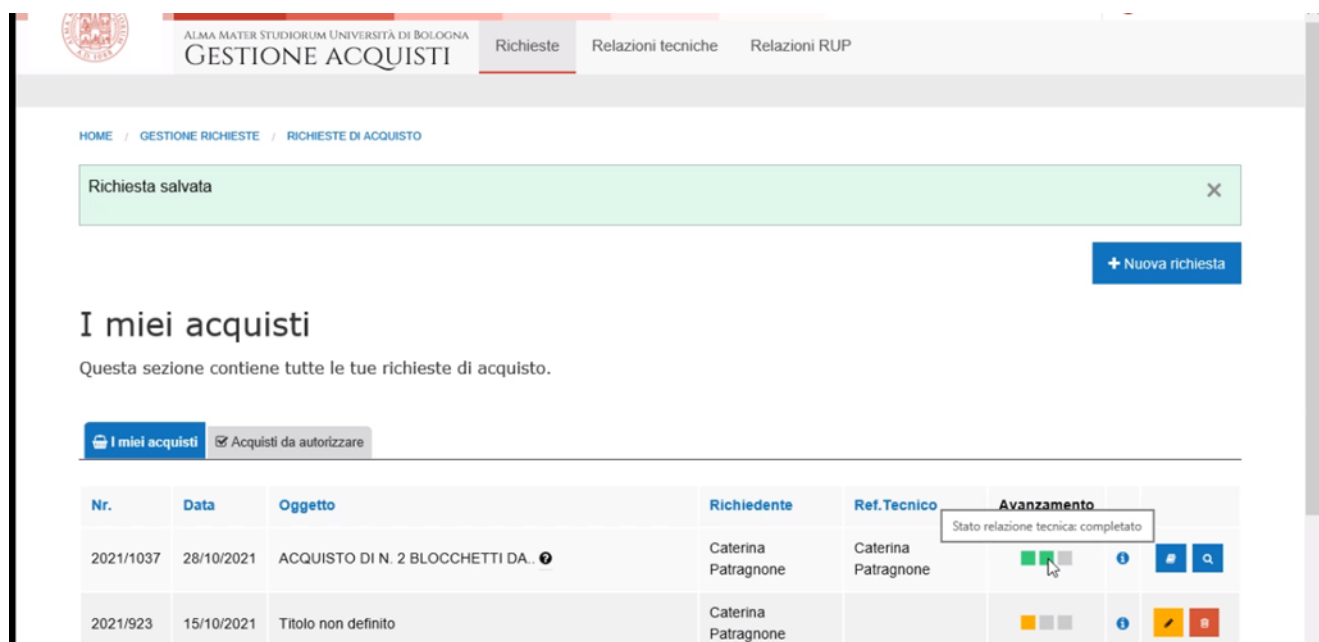 ALMA MATER STUDIORUM UNIVERSITÀ DI BOLOGNA
GESTIONE ACQUISTI
Richieste Relazioni tecniche Relazioni RUP
HOME / GESTIONE RICHIESTE / RICHIESTE DI ACQUISTO
Richiesta salvata ×
+ Nuova richiesta
I miei acquisti
Questa sezione contiene tutte le tue richieste di acquisto.
I miei acquisti Acquisti da autorizzare
Nr. Data Oggetto Richiedente Ref.Tecnico Avanzamento
Stato relazione tecnica: completato
2021/1037 28/10/2021 ACQUISTO DI N. 2 BLOCCHETTI DA.. Caterina Patragnone Caterina Patragnone
2021/923 15/10/2021 Titolo non definito Caterina Patragnone